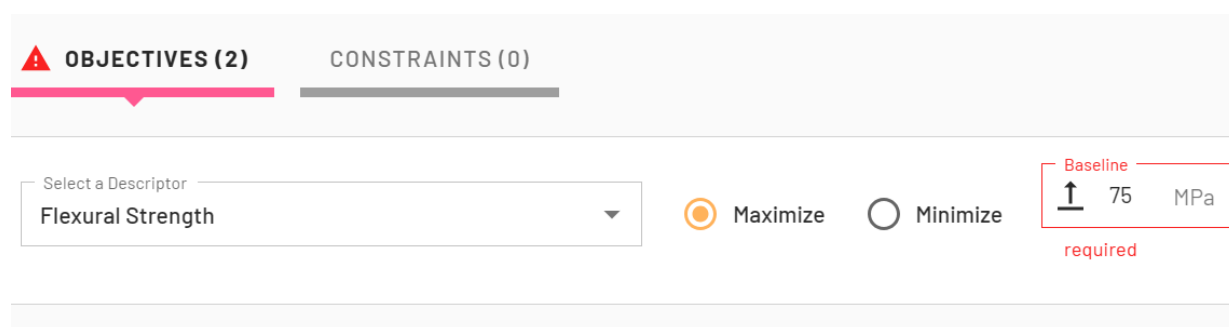 OBJECTIVES (2)
CONSTRAINTS (0)
Select a Descriptor
Flexural Strength
Maximize
Minimize
Baseline
75 MPa
required